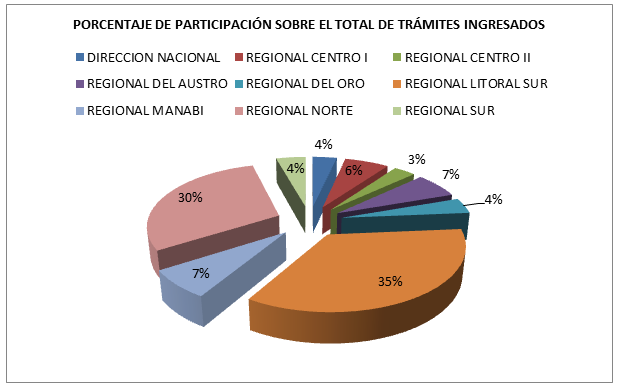 PORCENTAJE DE PARTICIPACIÓN SOBRE EL TOTAL DE TRÁMITES INGRESADOS
DIRECCION NACIONAL REGIONAL CENTRO I REGIONAL CENTRO II
REGIONAL DEL AUSTRO REGIONAL DEL ORO REGIONAL LITORAL SUR
REGIONAL MANABI REGIONAL NORTE REGIONAL SUR
4%
6%
3%
7%
4%
35%
7%
30%
4%